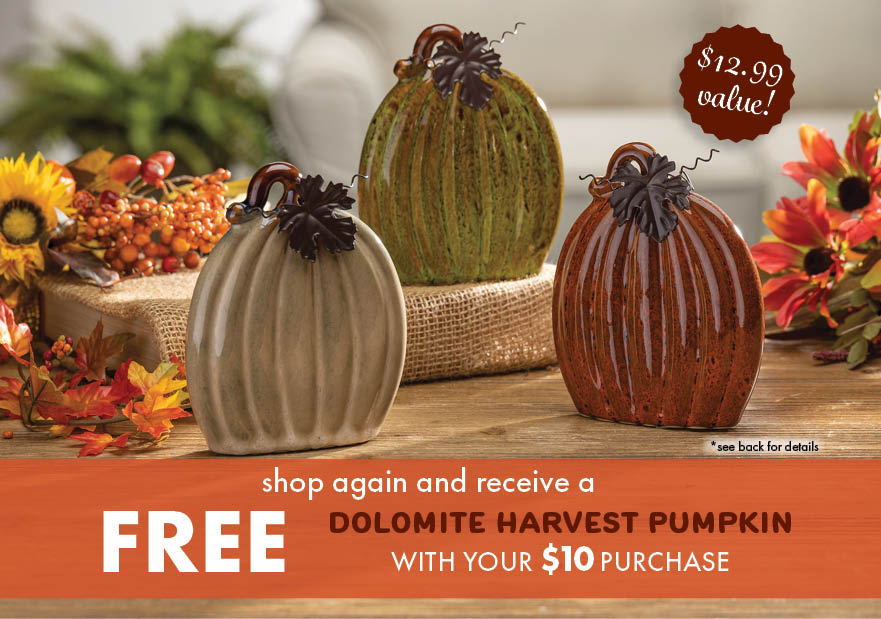 $12.99
value!
*see back for details
shop again and receive a
FREE DOLOMITE HARVEST PUMPKIN
WITH YOUR $10 PURCHASE